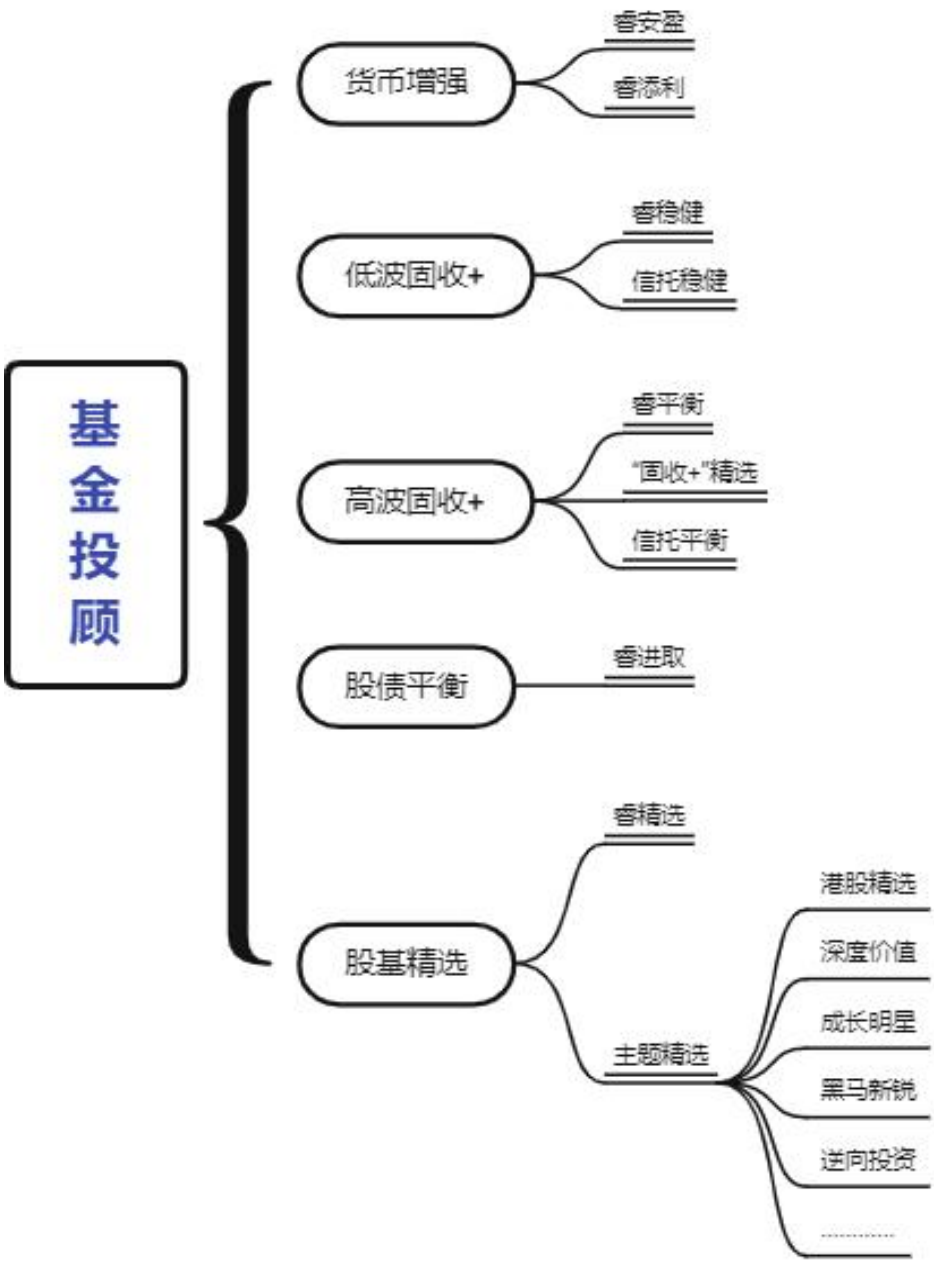 基
金
投
顾
货币增强
睿安盈
睿添利
低波固收+
睿稳健
信托稳健
高波固收+
睿平衡
“固收+”精选
信托平衡
股债平衡
睿进取
股基精选
睿精选
主题精选
港股精选
深度价值
成长明星
黑马新锐
逆向投资
............